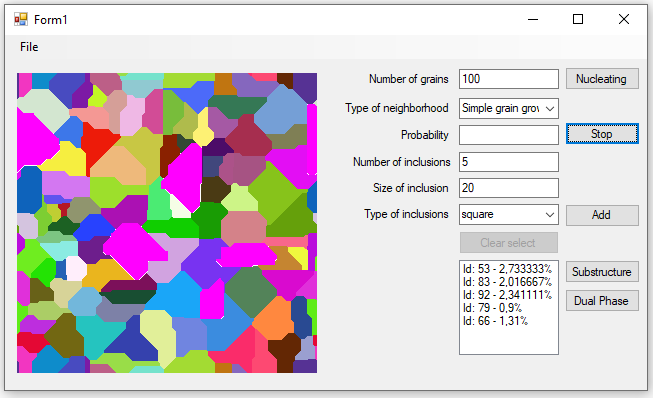 Form1
File
Number of grains 100 Nucleating
Type of neighborhood Simple grain grov
Probability Stop
Number of inclusions 5
Size of inclusion 20
Type of inclusions square Add
Clear select
Id: 53 - 2,733333%
Id: 83 - 2,016667%
Id: 92 - 2,341111%
Id: 79 - 0,9%
Id: 66 - 1,31%
Substructure
Dual Phase